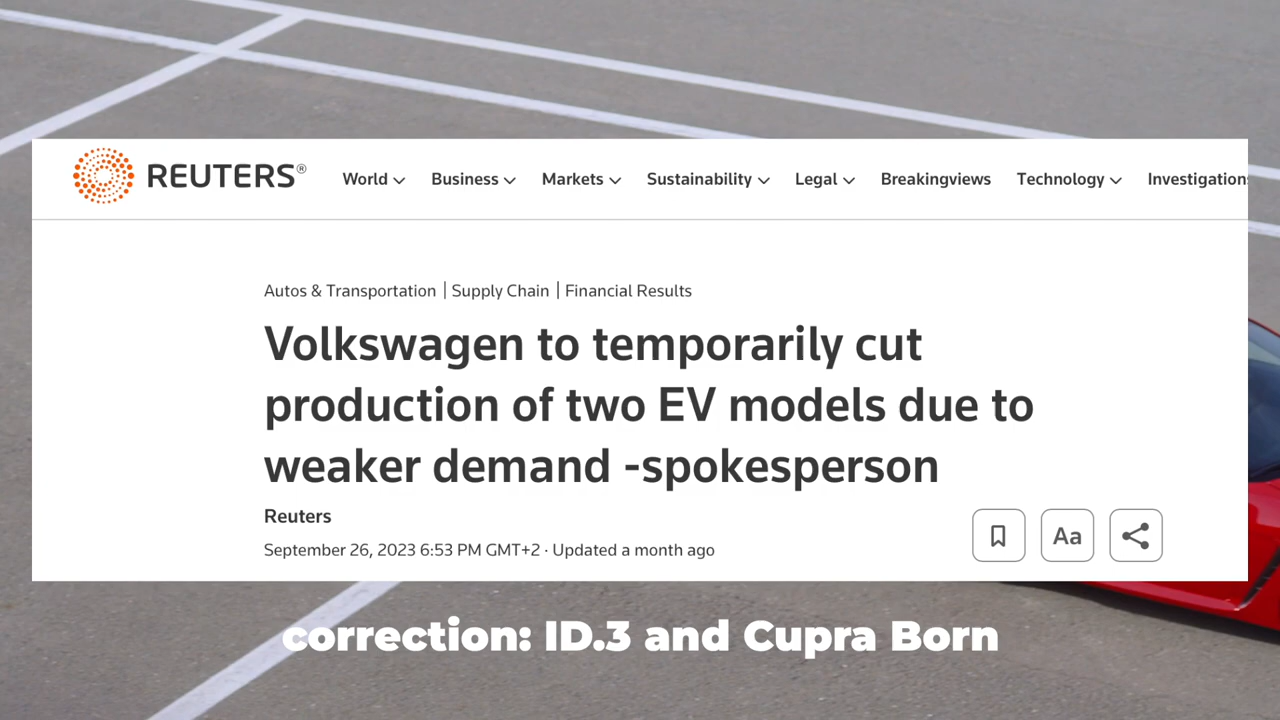 REUTERS®
World Business Markets Sustainability Legal Breakingviews Technology Investigations
Autos & Transportation | Supply Chain | Financial Results
Volkswagen to temporarily cut
production of two EV models due to
weaker demand -spokesperson
Reuters
September 26, 2023 6:53 PM GMT+2 · Updated a month ago
Aa
correction: ID.3 and Cupra Born